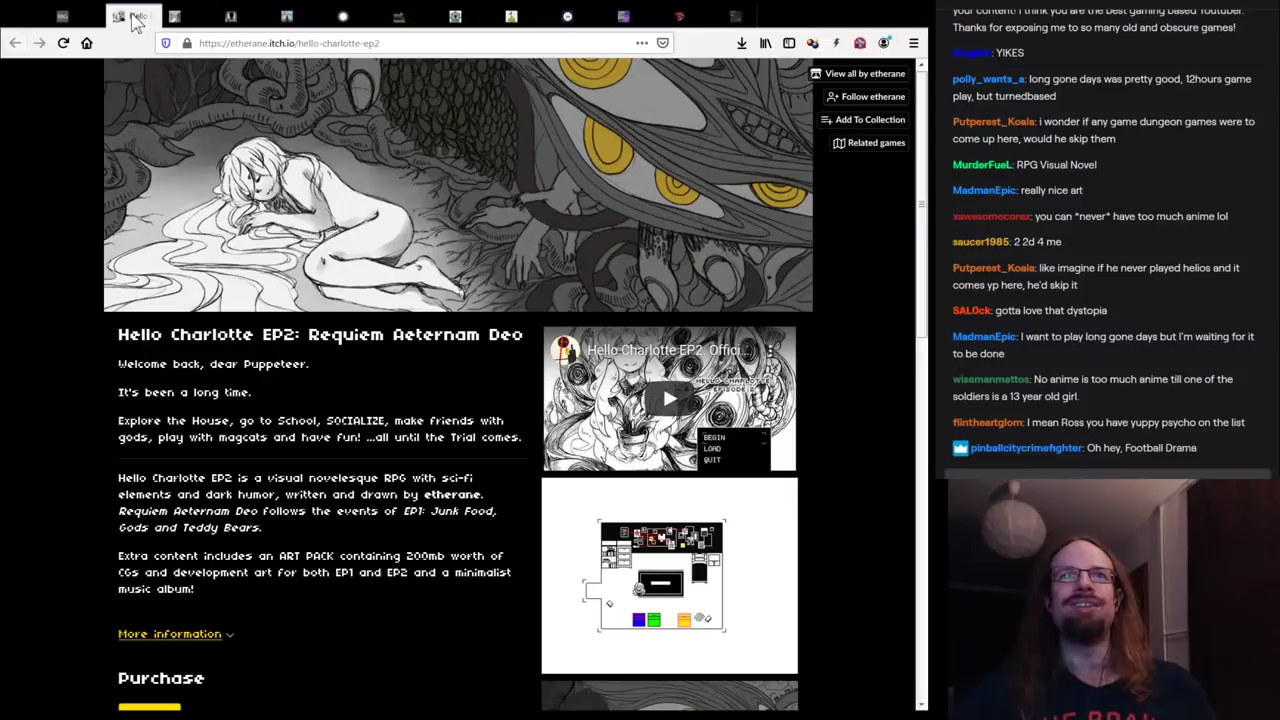 Hello
https://etherane.itch.io/hello-charlotte-ep2
View all by etherane
Follow etherane
Add To Collection
Related games
Hello Charlotte EP2: Requiem Aeternam Deo
Welcome back, dear Puppeteer.
It's been a long time.
Explore the House, go to School, SOCIALIZE, make friends with
gods, play with magcats and have fun! ...all until the Trial comes.
Hello Charlotte EP2 is a visual novelesque RPG with sci-fi
elements and dark humor, written and drawn by etherane.
Requiem Aeternam Deo follows the events of EP1: Junk Food,
Gods and Teddy Bears.
Extra content includes an ART PACK containing 200mb worth of
CGs and development art for both EP1 and EP2 and a minimalist
music album!
More information
Purchase
Hello Charlotte EP2. Offici...
HELLO CHARLOTTE
EPISODE 2
BEGIN
LOAD
QUIT
your content! I think you are the best gaming based Youtuber.
Thanks for exposing me to so many old and obscure games!
: YIKES
polly_wants_a: long gone days was pretty good, 12hours game
play, but turnedbased
Putperest_Koala: i wonder if any game dungeon games were to
come up here, would he skip them
MurderFueL: RPG Visual Novel
MadmanEpic: really nice art
xawesomecorex: you can *never* have too much anime lol
saucer1985: 2 2d 4 me
Putperest_Koala: like imagine if he never played helios and it
comes yp here, he'd skip it
SAL0ck: gotta love that dystopia
MadmanEpic: I want to play long gone days but I'm waiting for it
to be done
wisemanmattos: No anime is too much anime till one of the
soldiers is a 13 year old girl.
flintheartglom: I mean Ross you have yuppy psycho on the list
pinballcitycrimefighter: Oh hey, Football Drama